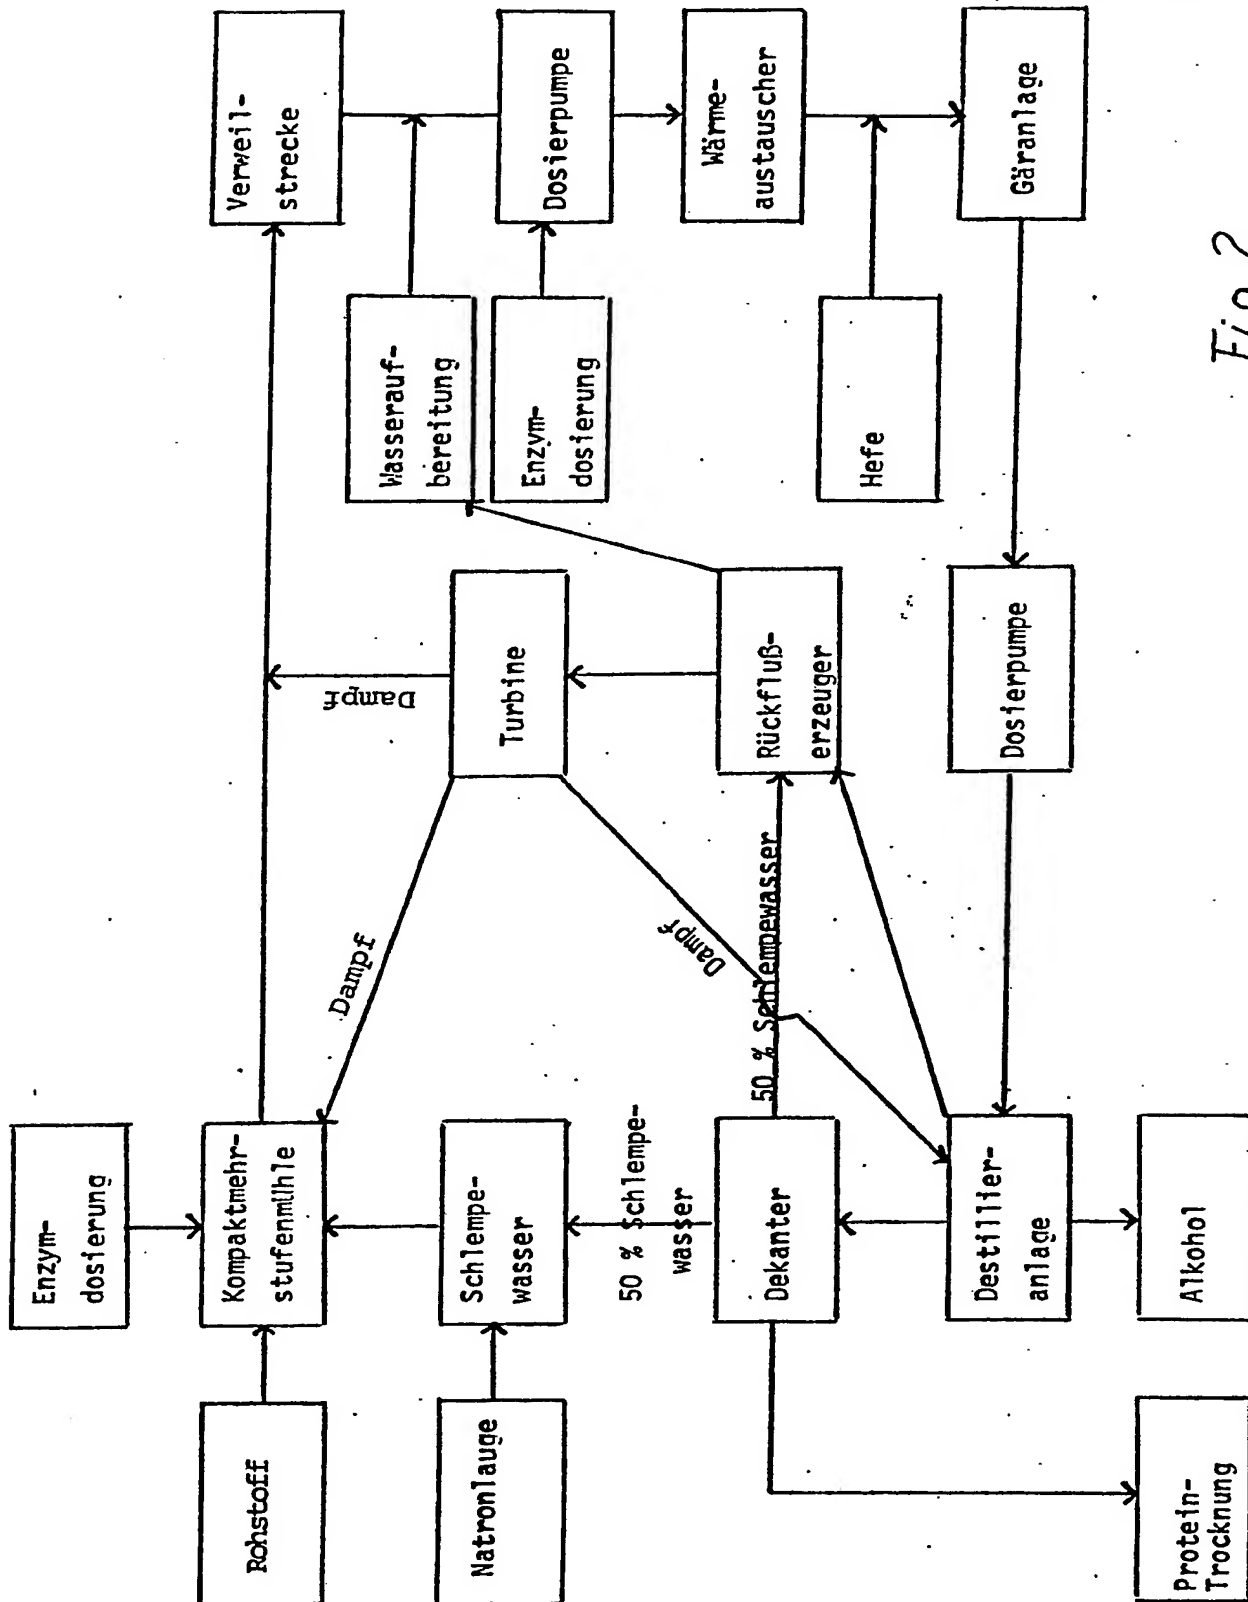 Enzym-
dosierung
Rohstoff
Kompaktmehr-
stufenmühle
Verweil-
strecke
Dampf
Dampf
Wasserauf-
bereitung
Natronlauge
Schlempe-
wasser
Turbine
Enzym-
dosierung
Dosierpumpe
50 % Schlempe-
wasser
Dampf
Dekanter
50 % Schlempewasser
Rückfluß-
erzeuger
Wärme-
austauscher
Hefe
Destillier-
anlage
Dosierpumpe
Gäranlage
Protein-
Trocknung
Alkohol
Fig. 2